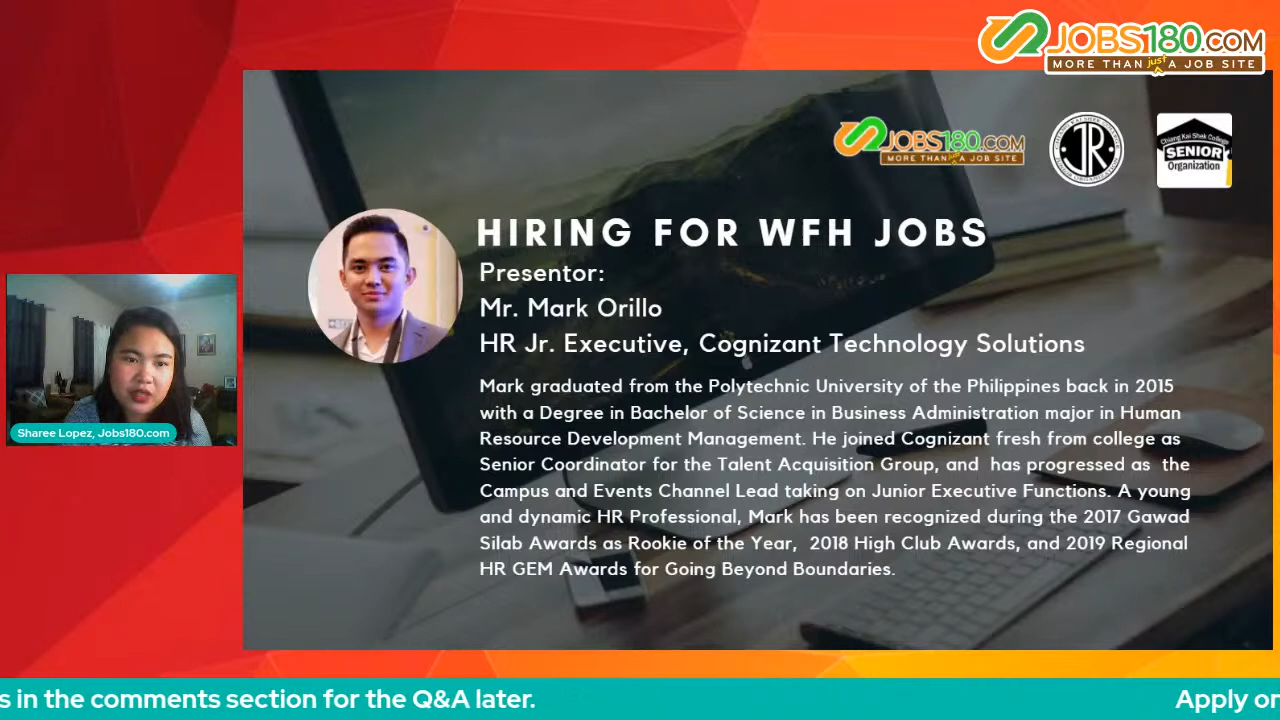 JOBS180.COM
MORE THAN just A JOB SITE
JOBS180.COM
MORE THAN just A JOB SITE
JR
Chiang Kai Shek College
SENIOR
Organization
HIRING FOR WFH JOBS
Presentor:
Mr. Mark Orillo
HR Jr. Executive, Cognizant Technology Solutions
Mark graduated from the Polytechnic University of the Philippines back in 2015
with a Degree in Bachelor of Science in Business Administration major in Human
Resource Development Management. He joined Cognizant fresh from college as
Senior Coordinator for the Talent Acquisition Group, and has progressed as the
Campus and Events Channel Lead taking on Junior Executive Functions. A young
and dynamic HR Professional, Mark has been recognized during the 2017 Gawad
Silab Awards as Rookie of the Year, 2018 High Club Awards, and 2019 Regional
HR GEM Awards for Going Beyond Boundaries.
Sharee Lopez, Jobs180.com
s in the comments section for the Q&A later.
Apply on